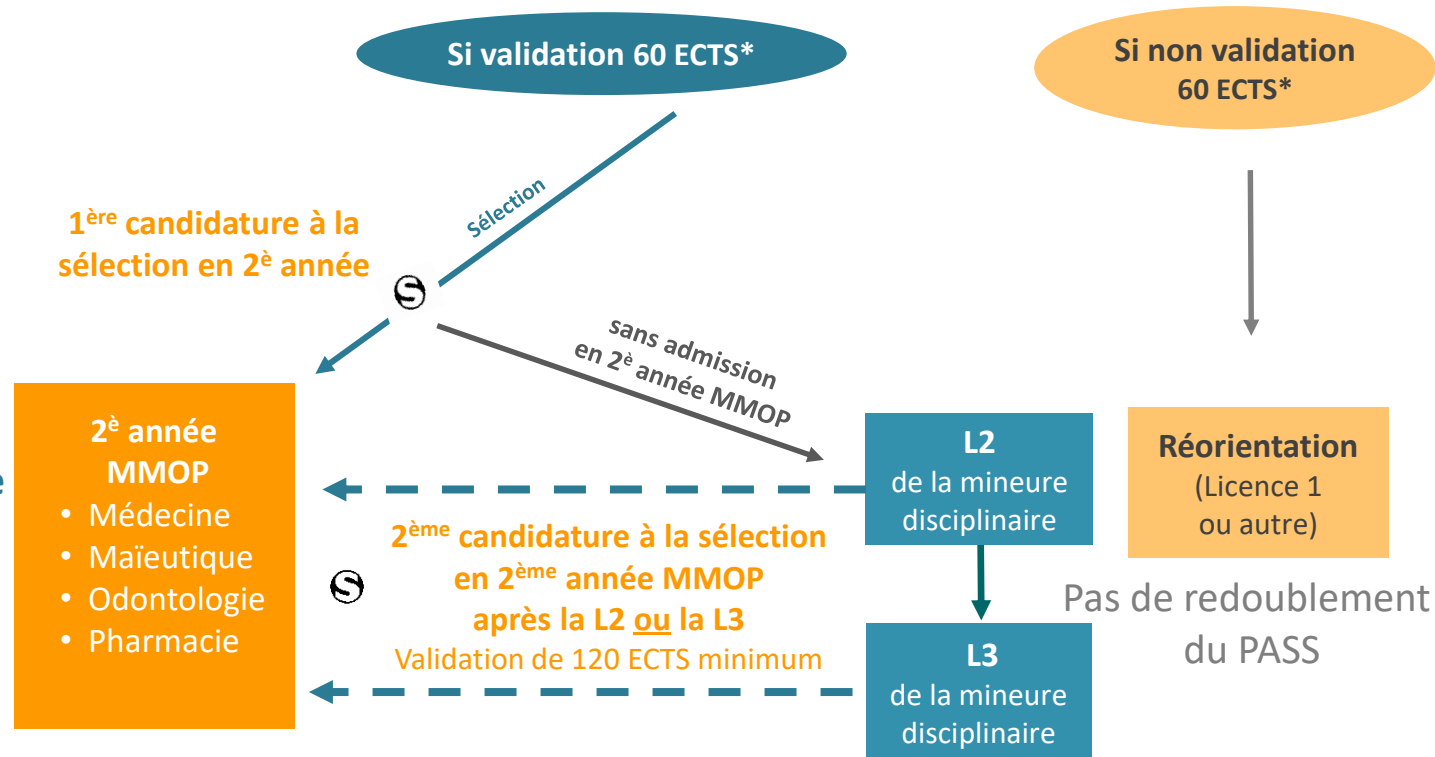 Si validation 60 ECTS*
Si non validation
60 ECTS*
Sélection
1ère candidature à la
sélection en 2è année
S
sans admission
en 2è année MMOP
2è année
MMOP
• Médecine
• Maïeutique
• Odontologie
• Pharmacie
e
L2
de la mineure
disciplinaire
Réorientation
(Licence 1
ou autre)
2ème candidature à la sélection
en 2ème année MMOP
après la L2 ou la L3
Validation de 120 ECTS minimum
S
Pas de redoublement
du PASS
L3
de la mineure
disciplinaire